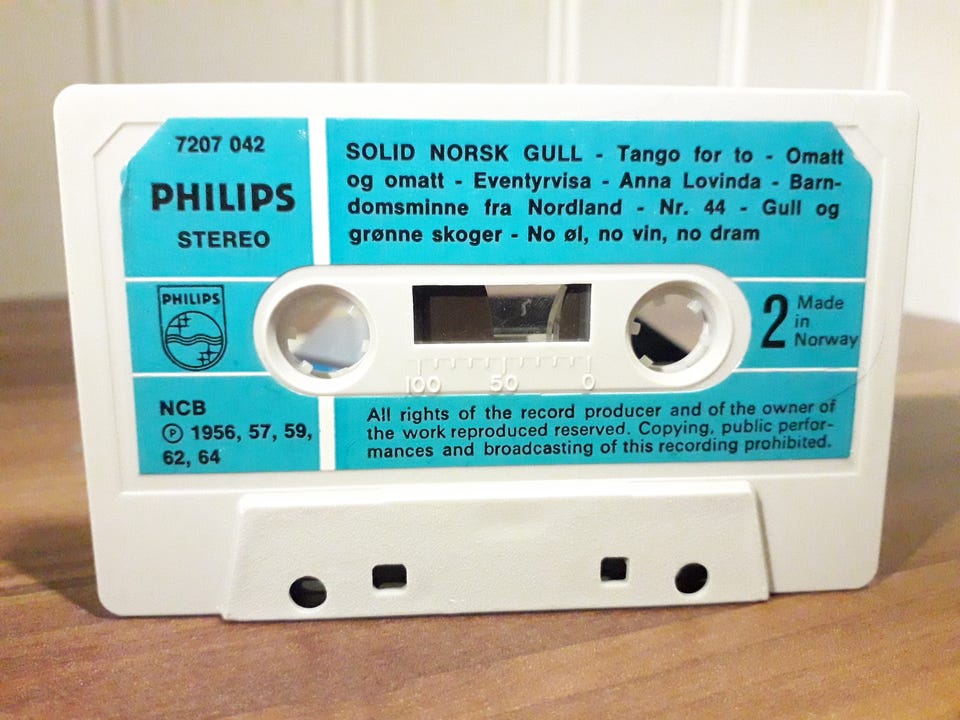 7207 042
PHILIPS
STEREO
SOLID NORSK GULL - Tango for to - Omatt
og omatt - Eventyrvisa - Anna Lovinda - Barn-
domsminne fra Nordland - Nr. 44 - Gull og
grønne skoger - No øl, no vin, no dram
PHILIPS
2
Made
in
Norway
100 50 0
NCB
Ⓟ 1956, 57, 59,
62, 64
All rights of the record producer and of the owner of
the work reproduced reserved. Copying, public perfor-
mances and broadcasting of this recording prohibited.